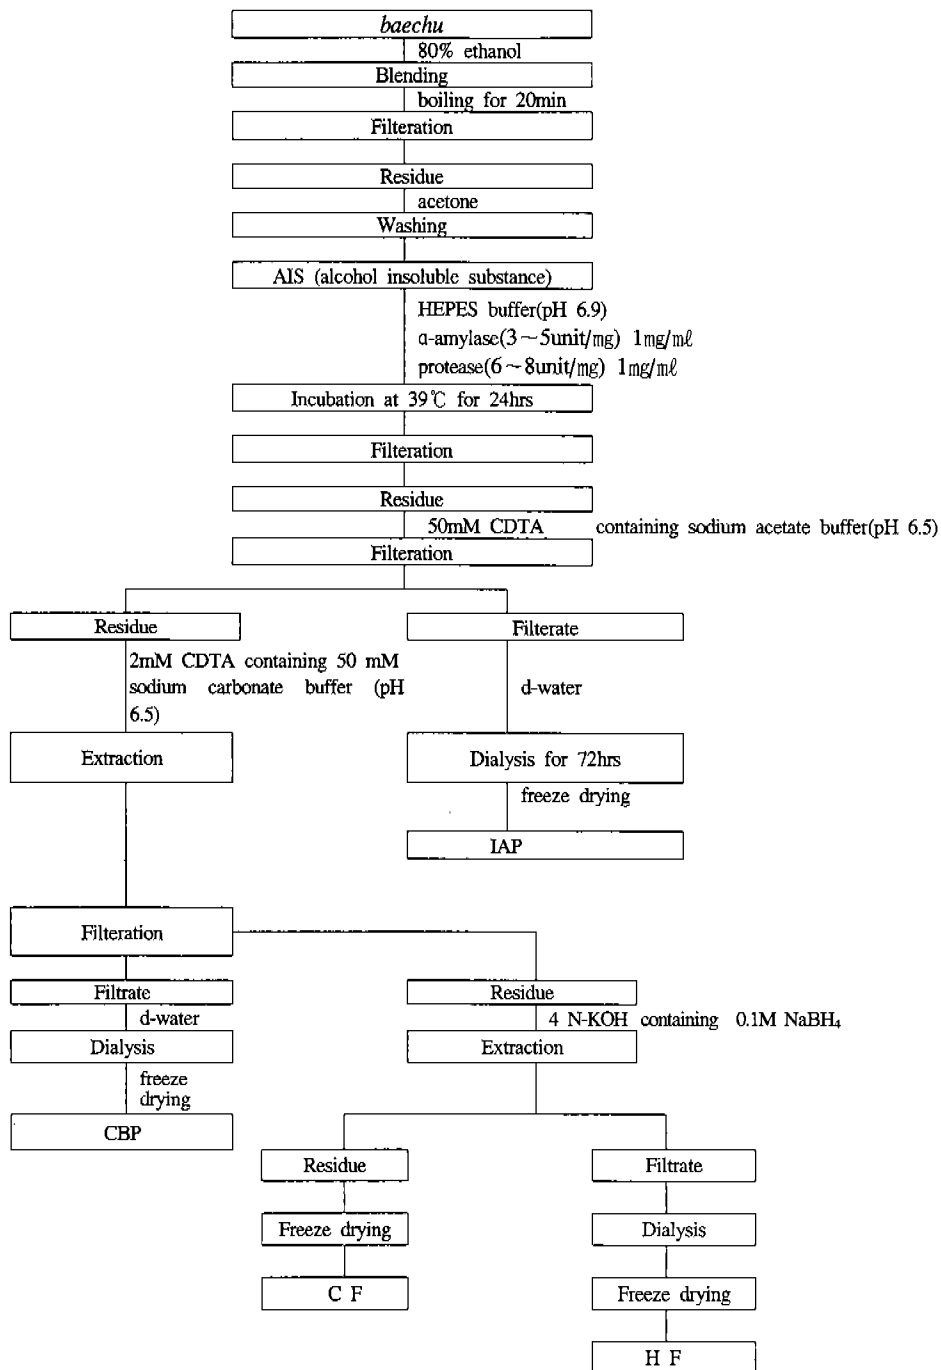 baechu
80% ethanol
Blending
boiling for 20min
Filteration
Residue
acetone
Washing
AIS (alcohol insoluble substance)
HEPES buffer(pH 6.9)
α-amylase(3～5unit/㎎) 1㎎/㎖
protease(6～8unit/㎎) 1㎎/㎖
Incubation at 39℃ for 24hrs
Filteration
Residue
50mM CDTA containing sodium acetate buffer(pH 6.5)
Filteration
Residue
2mM CDTA containing 50 mM
sodium carbonate buffer (pH
6.5)
Extraction
Filterate
d-water
Dialysis for 72hrs
freeze drying
IAP
Filteration
Filtrate
d-water
Dialysis
freeze
drying
CBP
Residue
4 N-KOH containing 0.1M NaBH₄
Extraction
Residue
Freeze drying
C F
Filtrate
Dialysis
Freeze drying
H F